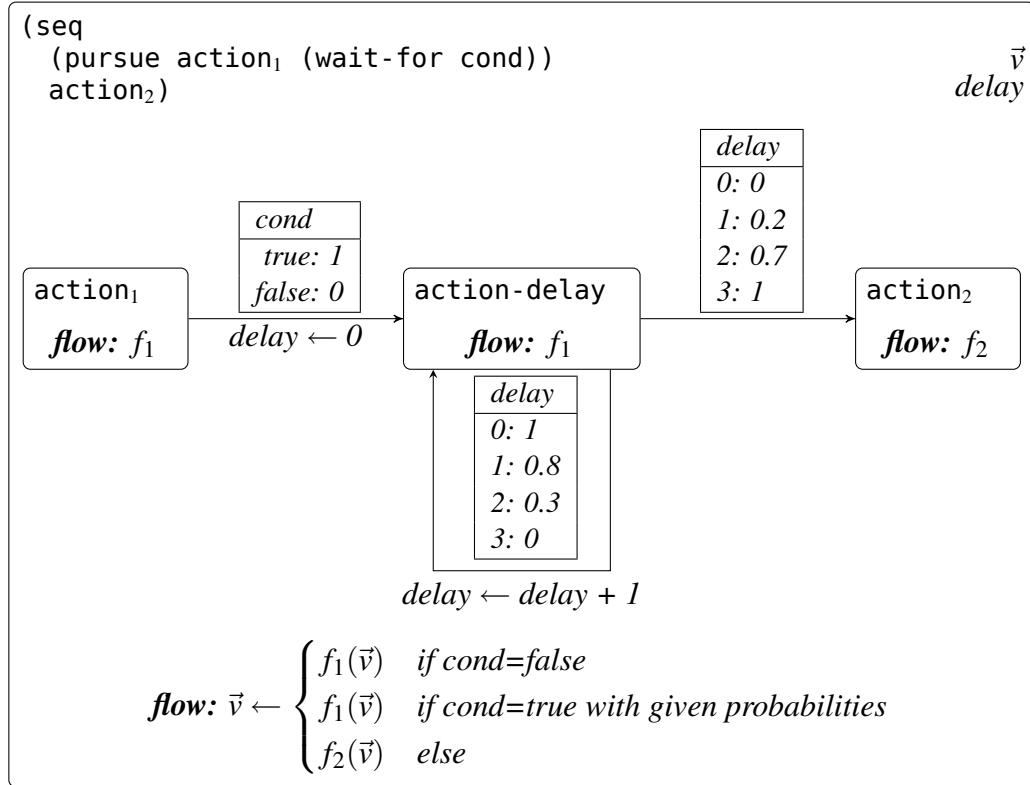 (seq
(pursue action₁ (wait-for cond))
action₂)
v⃗
delay
delay
0: 0
1: 0.2
2: 0.7
3: 1
cond
true: 1
false: 0
delay ← 0
action₁
flow: f₁
action-delay
flow: f₁
action₂
flow: f₂
delay
0: 1
1: 0.8
2: 0.3
3: 0
delay ← delay + 1
flow: v⃗ ← { f₁(v⃗) if cond=false
f₁(v⃗) if cond=true with given probabilities
f₂(v⃗) else